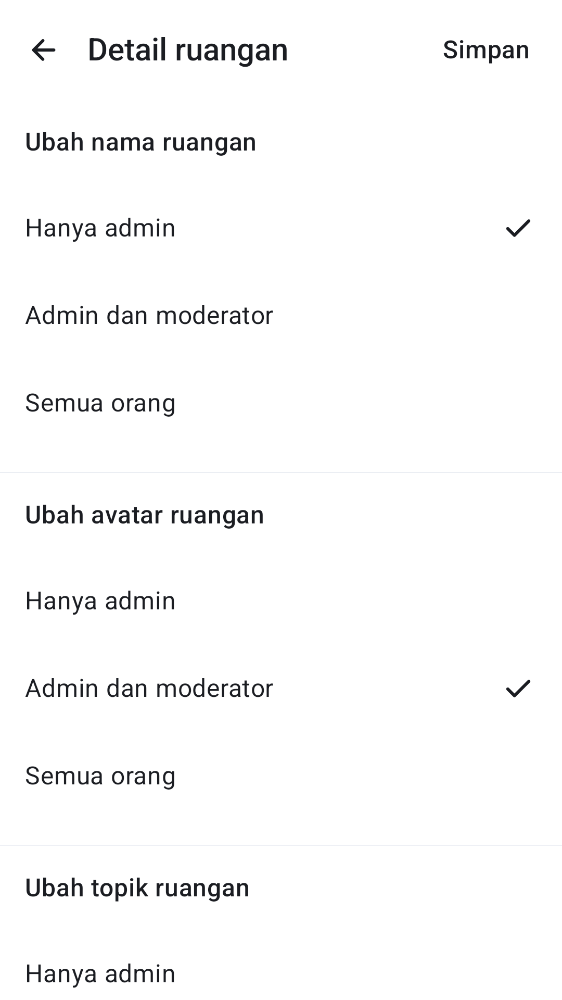 Detail ruangan
Simpan
Ubah nama ruangan
Hanya admin
Admin dan moderator
Semua orang
Ubah avatar ruangan
Hanya admin
Admin dan moderator
Semua orang
Ubah topik ruangan
Hanya admin